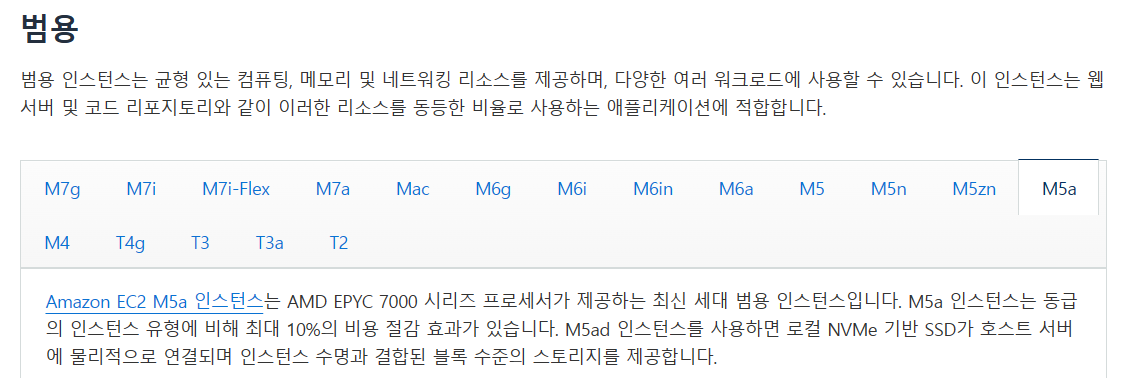 범용
범용 인스턴스는 균형 있는 컴퓨팅, 메모리 및 네트워킹 리소스를 제공하며, 다양한 여러 워크로드에 사용할 수 있습니다. 이 인스턴스는 웹
서버 및 코드 리포지토리와 같이 이러한 리소스를 동등한 비율로 사용하는 애플리케이션에 적합합니다.
M7g M7i M7i-Flex M7a Mac M6g M6i M6in M6a M5 M5n M5zn M5a
M4 T4g T3 T3a T2
Amazon EC2 M5a 인스턴스는 AMD EPYC 7000 시리즈 프로세서가 제공하는 최신 세대 범용 인스턴스입니다. M5a 인스턴스는 동급
의 인스턴스 유형에 비해 최대 10%의 비용 절감 효과가 있습니다. M5ad 인스턴스를 사용하면 로컬 NVMe 기반 SSD가 호스트 서버
에 물리적으로 연결되며 인스턴스 수명과 결합된 블록 수준의 스토리지를 제공합니다.